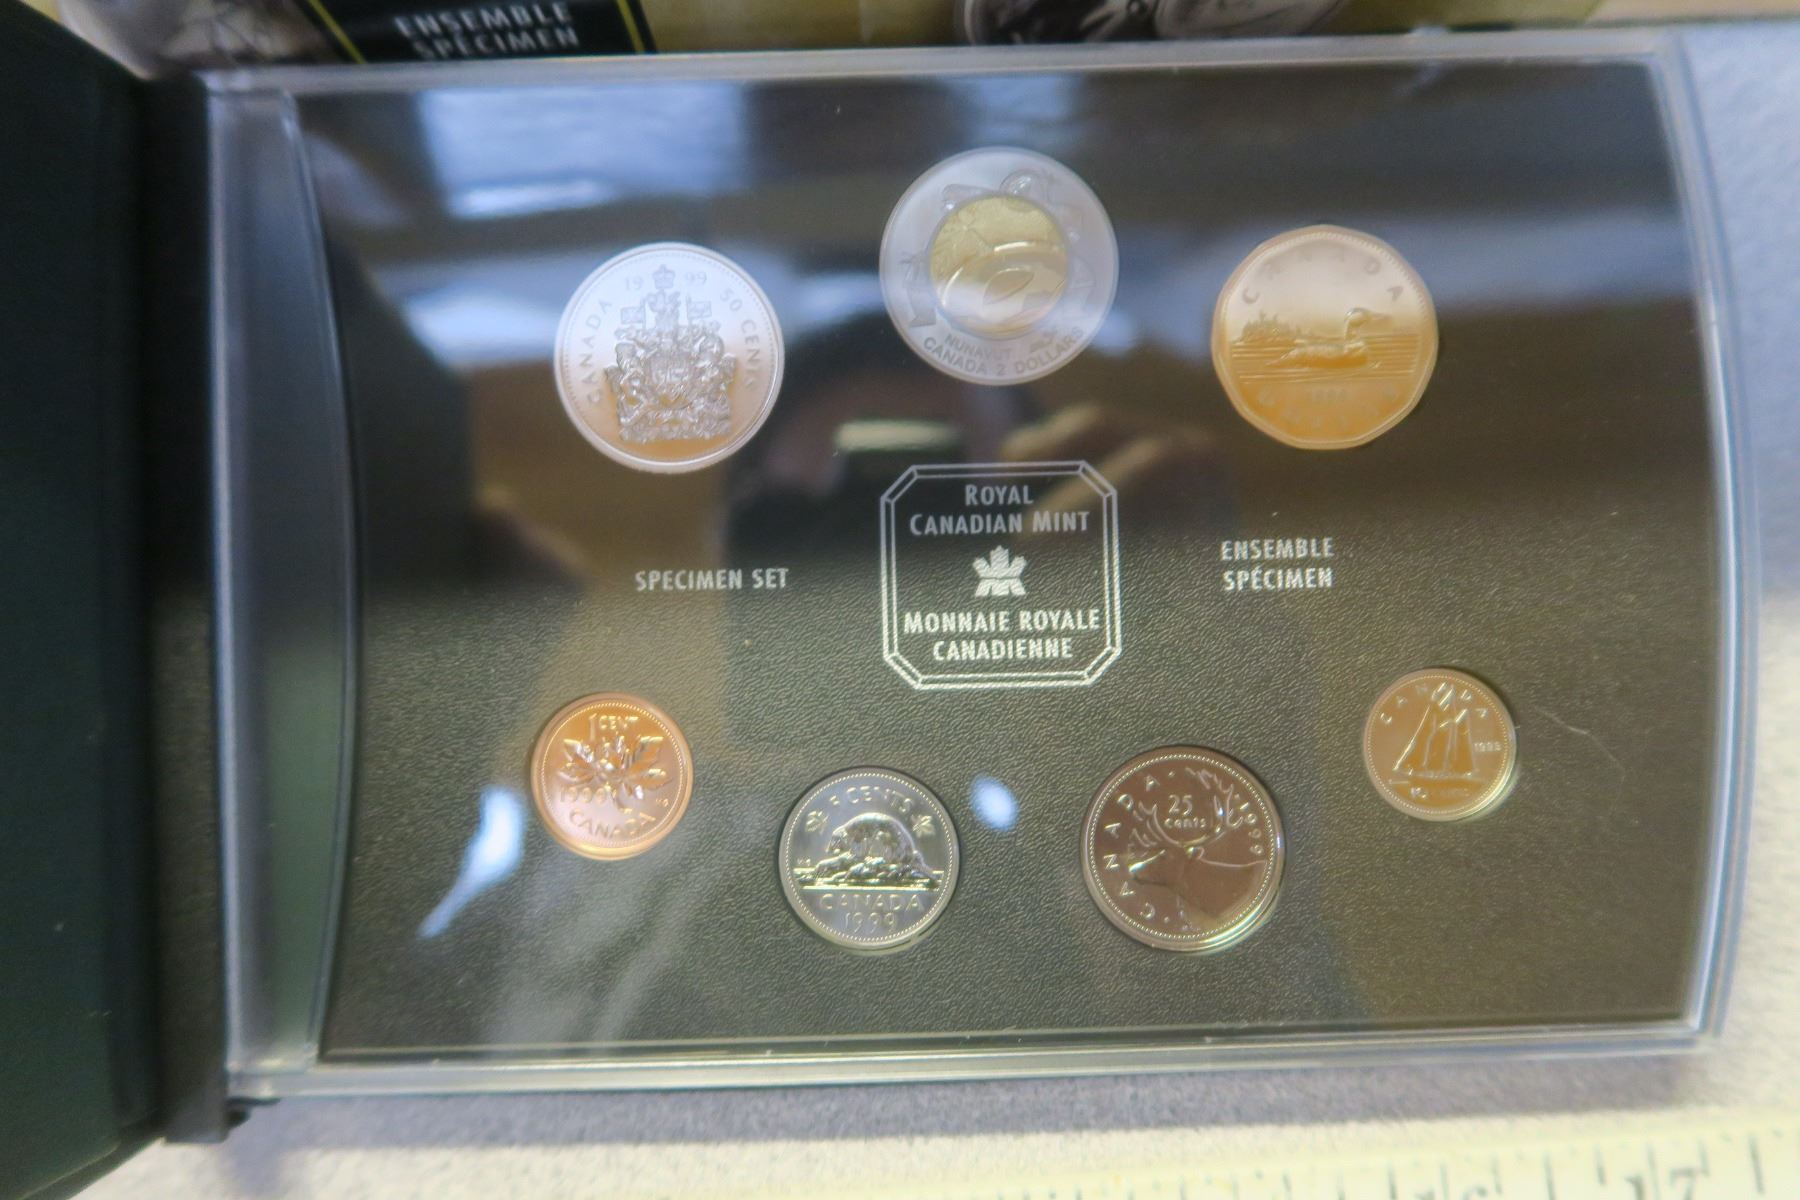 ENSEMBLE
SPÉCIMEN
CANADA 1999 50 CENTS
NUNAVUT
CANADA 2 DOLLARS
CANADA
ROYAL
CANADIAN MINT
MONNAIE ROYALE
CANADIENNE
SPECIMEN SET
ENSEMBLE
SPÉCIMEN
1 CENT
1999
CANADA
5 CENTS
CANADA
1999
CANADA 1999
25
cents
CANADA